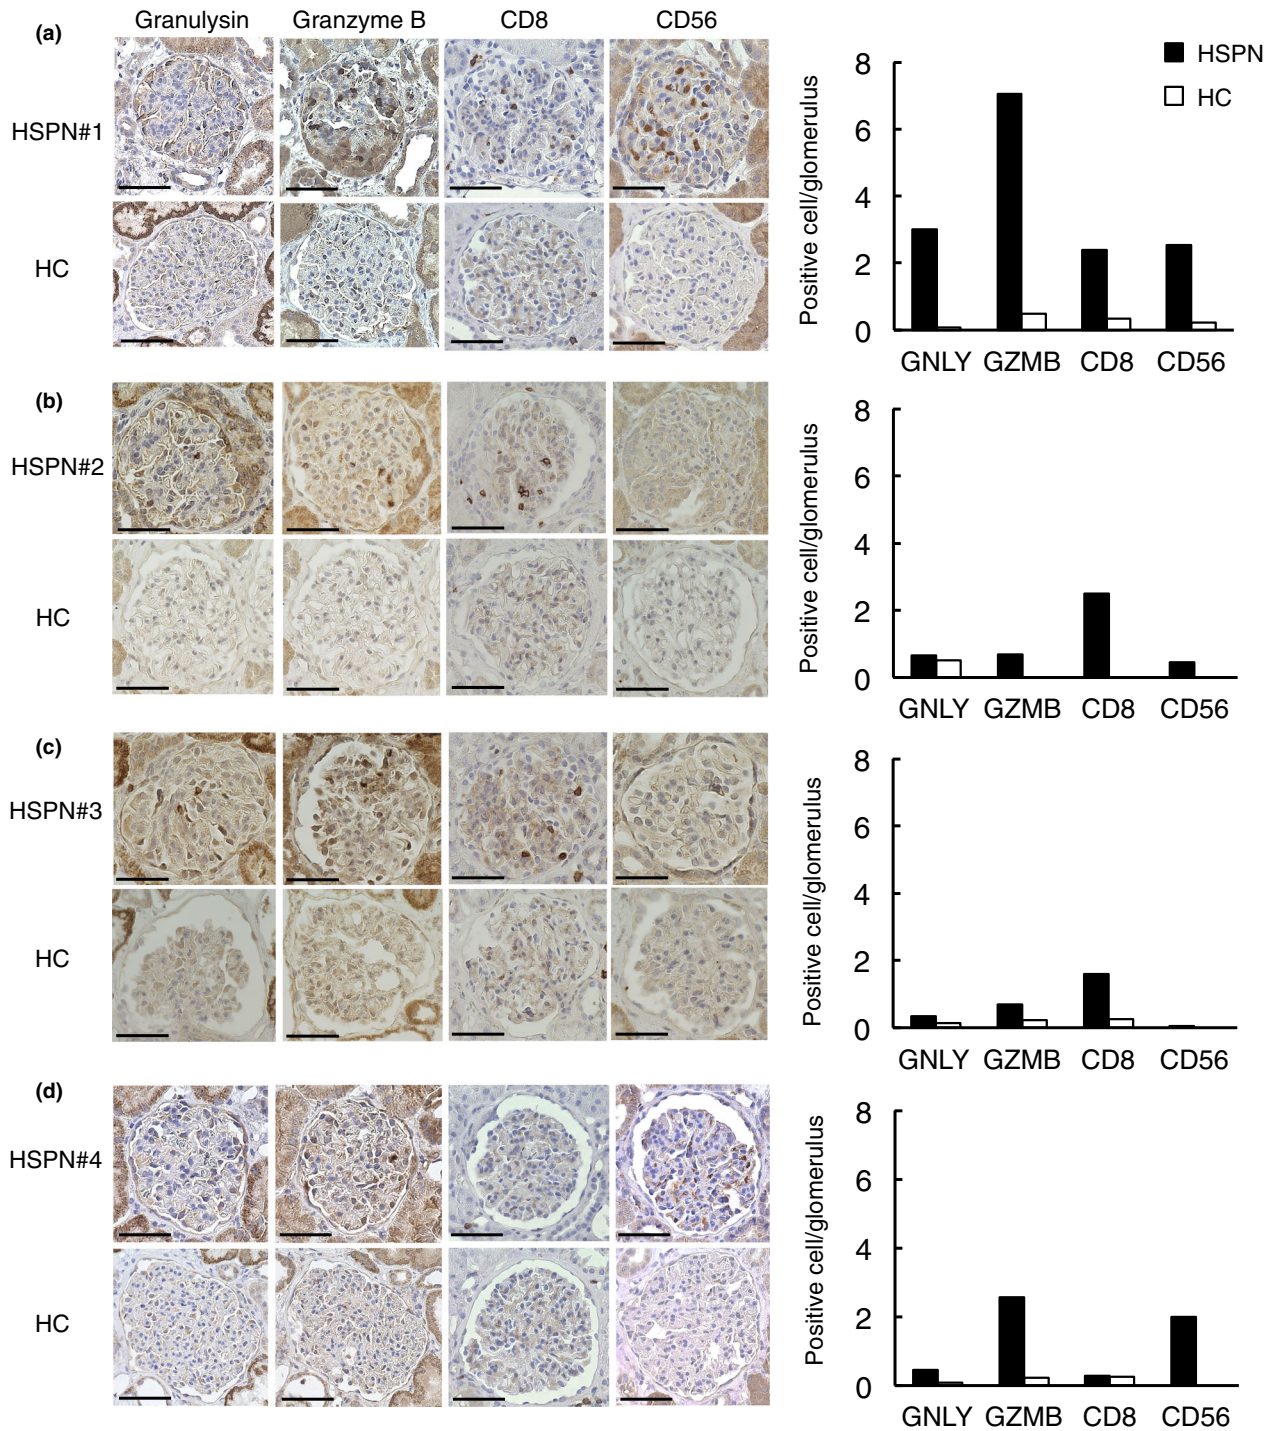 (a)
Granulysin Granzyme B CD8 CD56
HSPN#1
HC
Positive cell/glomerulus
8
6
4
2
0
GNLY GZMB CD8 CD56
HSPN
HC
(b)
HSPN#2
HC
Positive cell/glomerulus
8
6
4
2
0
GNLY GZMB CD8 CD56
(c)
HSPN#3
HC
Positive cell/glomerulus
8
6
4
2
0
GNLY GZMB CD8 CD56
(d)
HSPN#4
HC
Positive cell/glomerulus
8
6
4
2
0
GNLY GZMB CD8 CD56